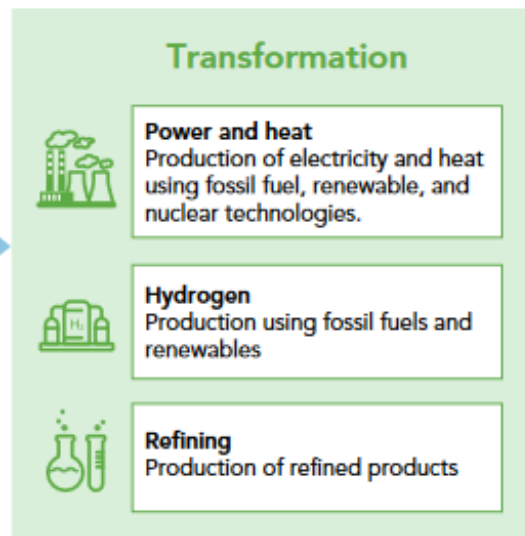 Transformation
Power and heat
Production of electricity and heat
using fossil fuel, renewable, and
nuclear technologies.
H₂
Hydrogen
Production using fossil fuels and
renewables
Refining
Production of refined products